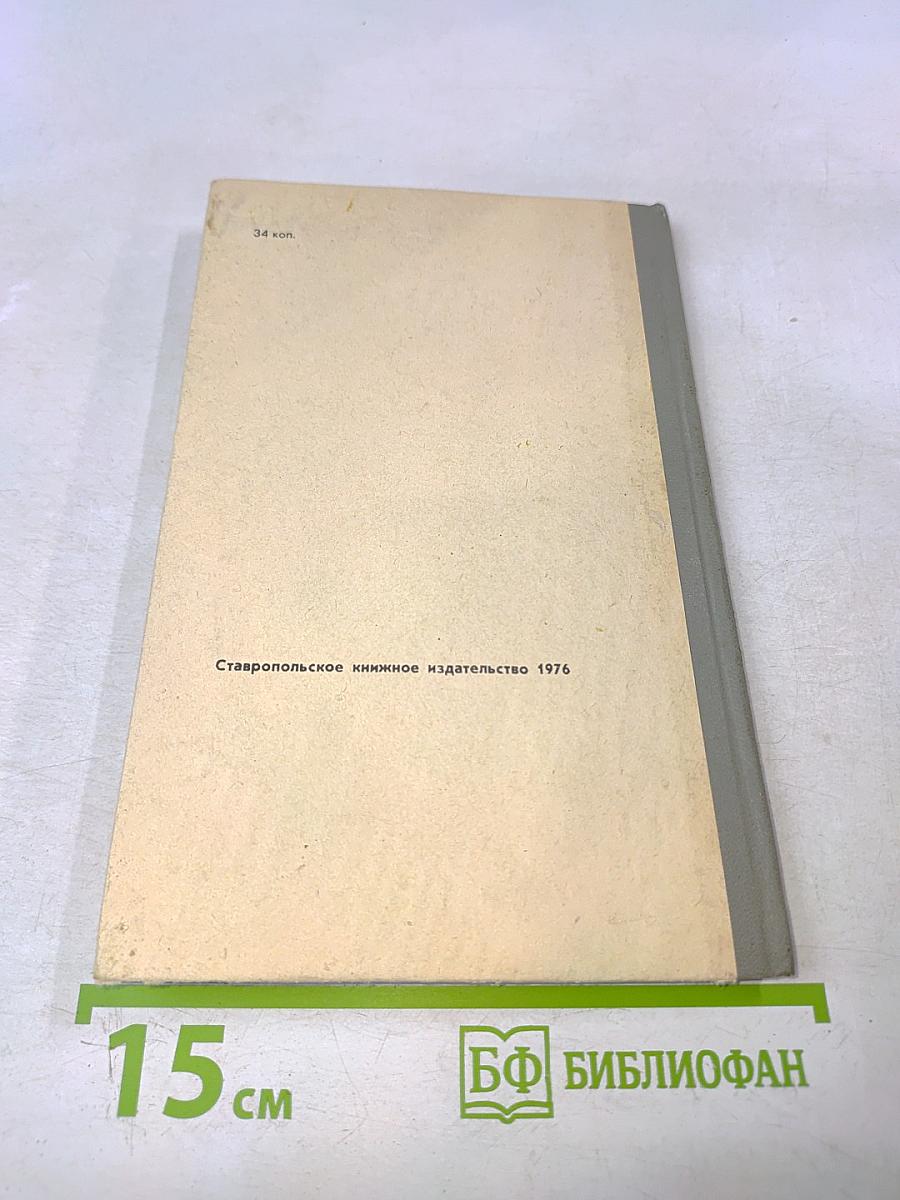 34 коп.
Ставропольское книжное издательство 1976
15 см
БФ БИБЛИОФАН